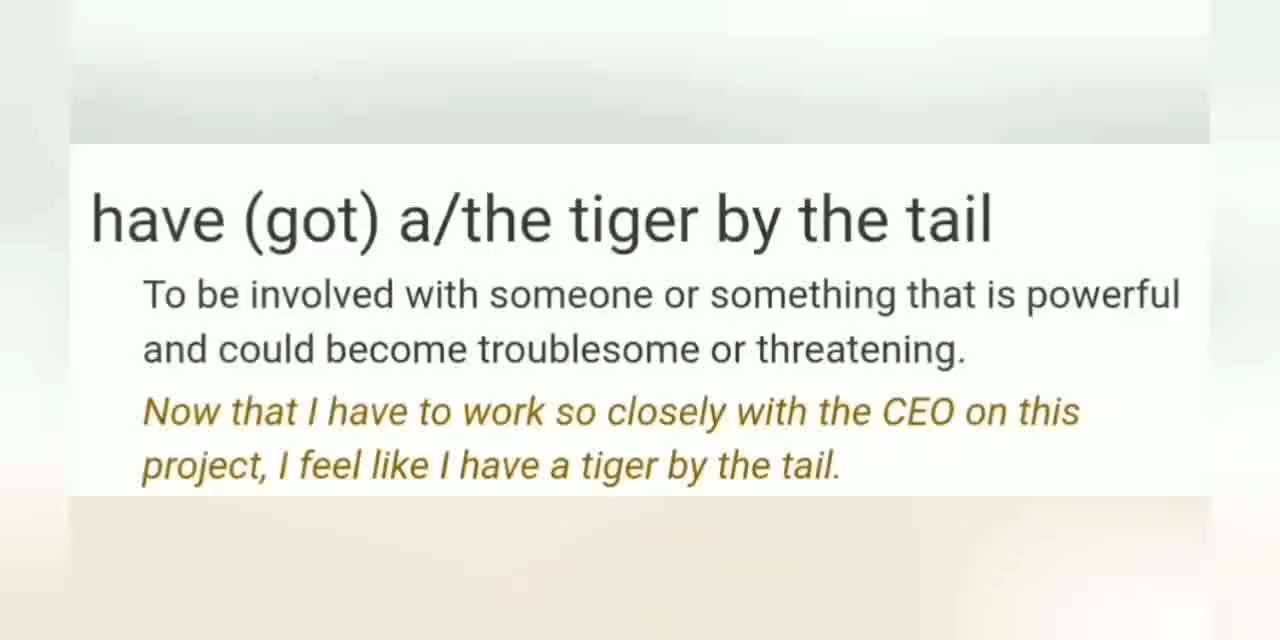 have (got) a/the tiger by the tail
To be involved with someone or something that is powerful
and could become troublesome or threatening.
Now that I have to work so closely with the CEO on this
project, I feel like I have a tiger by the tail.